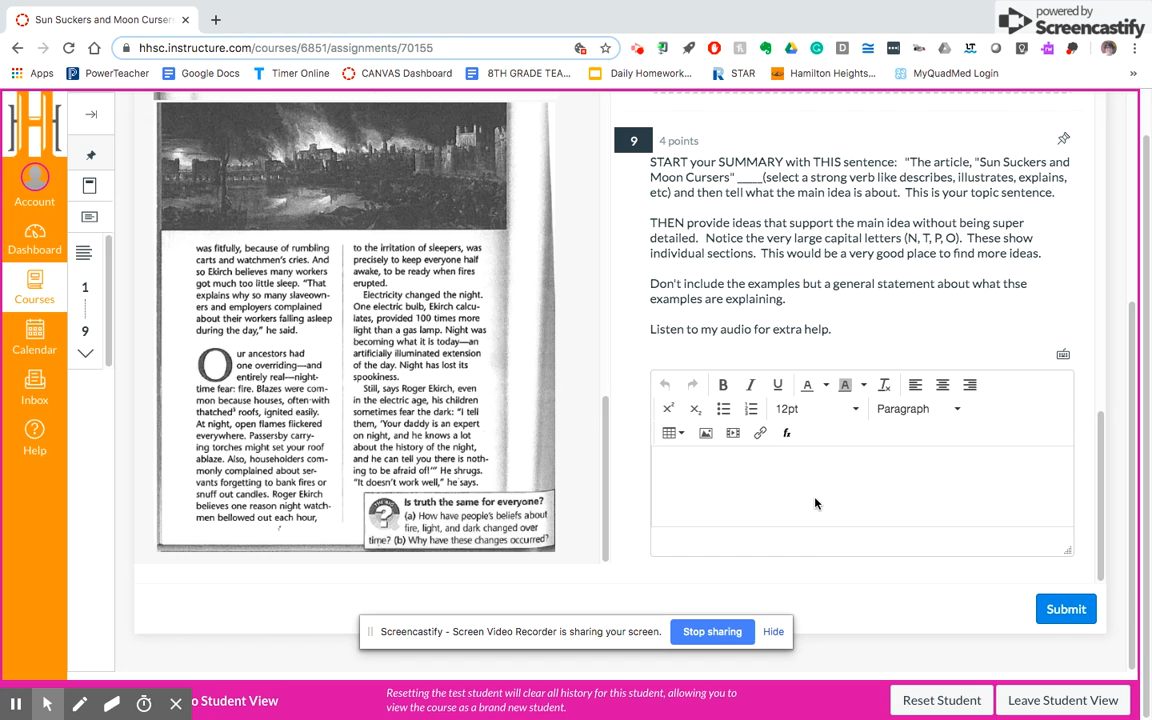 Sun Suckers and Moon Cursers
powered by
Screencastify
hhsc.instructure.com/courses/6851/assignments/70155
Apps
PowerTeacher
Google Docs
Timer Online
CANVAS Dashboard
8TH GRADE TEA...
Daily Homework...
STAR
Hamilton Heights...
MyQuadMed Login
Account
Dashboard
Courses
Calendar
Inbox
Help
1
9
was fitfully, because of rumbling
carts and watchmen's cries. And
so Ekirch believes many workers
got much too little sleep. "That
explains why so many slaveown-
ers and employers complained
about their workers falling asleep
during the day," he said.
Our ancestors had
one overriding—and
entirely real—night-
time fear: fire. Blazes were com-
mon because houses, often with
thatched³ roofs, ignited easily.
At night, open flames flickered
everywhere. Passersby carry-
ing torches might set your roof
ablaze. Also, householders com-
monly complained about ser-
vants forgetting to bank fires or
snuff out candles. Roger Ekirch
believes one reason night watch-
men bellowed out each hour,
to the irritation of sleepers, was
precisely to keep everyone half
awake, to be ready when fires
erupted.
Electricity changed the night.
One electric bulb, Ekirch calcu-
lates, provided 100 times more
light than a gas lamp. Night was
becoming what it is today—an
artificially illuminated extension
of the day. Night has lost its
spookiness.
Still, says Roger Ekirch, even
in the electric age, his children
sometimes fear the dark: "I tell
them, 'Your daddy is an expert
on night, and he knows a lot
about the history of the night,
and he can tell you there is noth-
ing to be afraid of!'" He shrugs.
"It doesn't work well," he says.
Is truth the same for everyone?
(a) How have people's beliefs about
fire, light, and dark changed over
time? (b) Why have these changes occurred?
9
4 points
START your SUMMARY with THIS sentence: "The article, "Sun Suckers and
Moon Cursers" ____(select a strong verb like describes, illustrates, explains,
etc) and then tell what the main idea is about. This is your topic sentence.
THEN provide ideas that support the main idea without being super
detailed. Notice the very large capital letters (N, T, P, O). These show
individual sections. This would be a very good place to find more ideas.
Don't include the examples but a general statement about what thse
examples are explaining.
Listen to my audio for extra help.
12pt
Paragraph
Submit
Screencastify - Screen Video Recorder is sharing your screen.
Stop sharing
Hide
o Student View
Resetting the test student will clear all history for this student, allowing you to
view the course as a brand new student.
Reset Student
Leave Student View